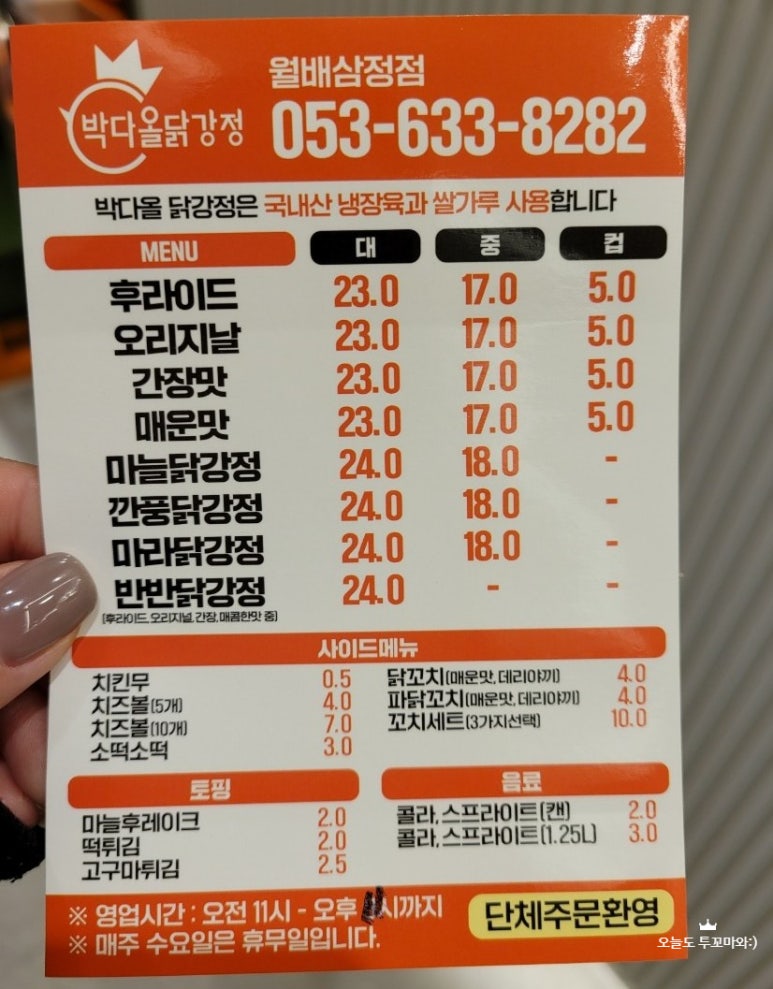 박다올닭강정
월배삼정점
053-633-8282
박다올 닭강정은 국내산 냉장육과 쌀가루 사용합니다
MENU 대 중 컵
후라이드 23.0 17.0 5.0
오리지날 23.0 17.0 5.0
간장맛 23.0 17.0 5.0
매운맛 23.0 17.0 5.0
마늘닭강정 24.0 18.0 -
깐풍닭강정 24.0 18.0 -
마라닭강정 24.0 18.0 -
반반닭강정 24.0 - -
(후라이드,오리지널,간장,매콤한맛 중)
사이드메뉴
치킨무 0.5
치즈볼(5개) 4.0
치즈볼(10개) 7.0
소떡소떡 3.0
닭꼬치(매운맛,데리야끼) 4.0
파닭꼬치(매운맛,데리야끼) 4.0
꼬치세트(3가지선택) 10.0
토핑
마늘후레이크 2.0
떡튀김 2.0
고구마튀김 2.5
음료
콜라,스프라이트(캔) 2.0
콜라,스프라이트(1.25L) 3.0
※ 영업시간 : 오전 11시 - 오후 시까지
※ 매주 수요일은 휴무일입니다.
단체주문환영
오늘도 투꼬마와:)